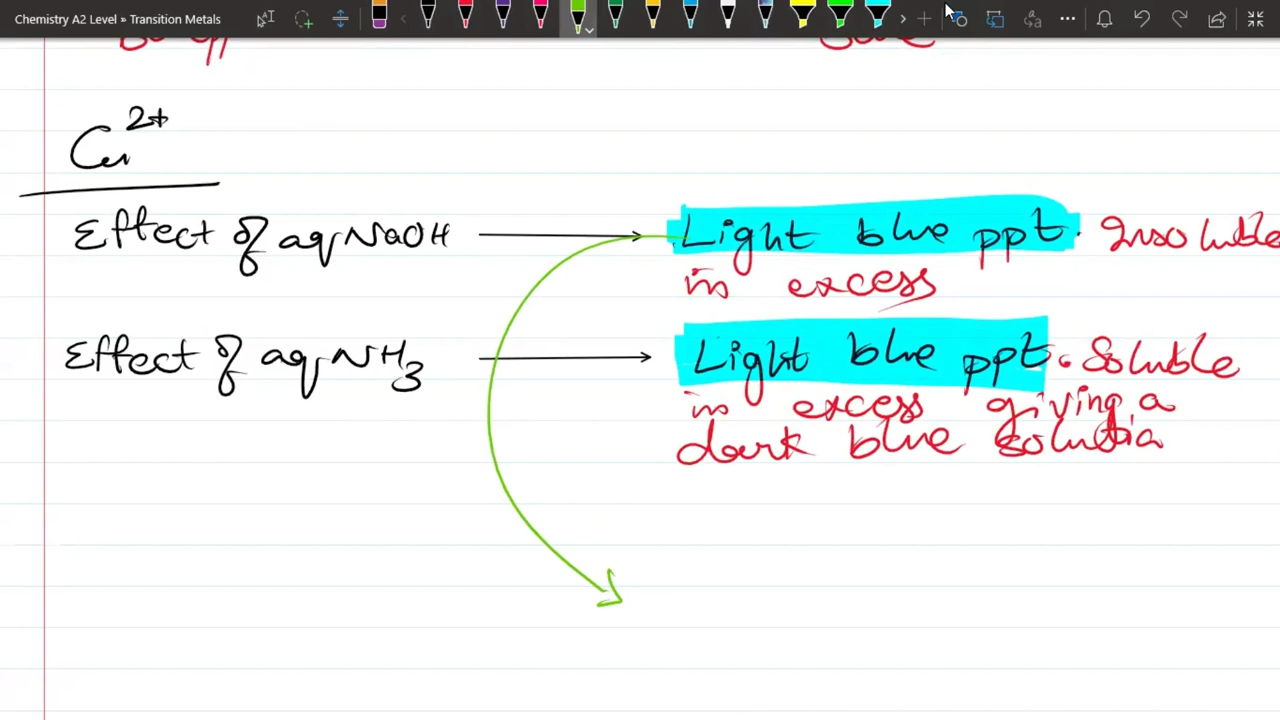 Chemistry A2 Level » Transition Metals
Cu2+
Effect of aq NaOH → Light blue ppt. Insoluble
in excess
Effect of aq NH3 → Light blue ppt. Soluble
in excess giving a
dark blue solution